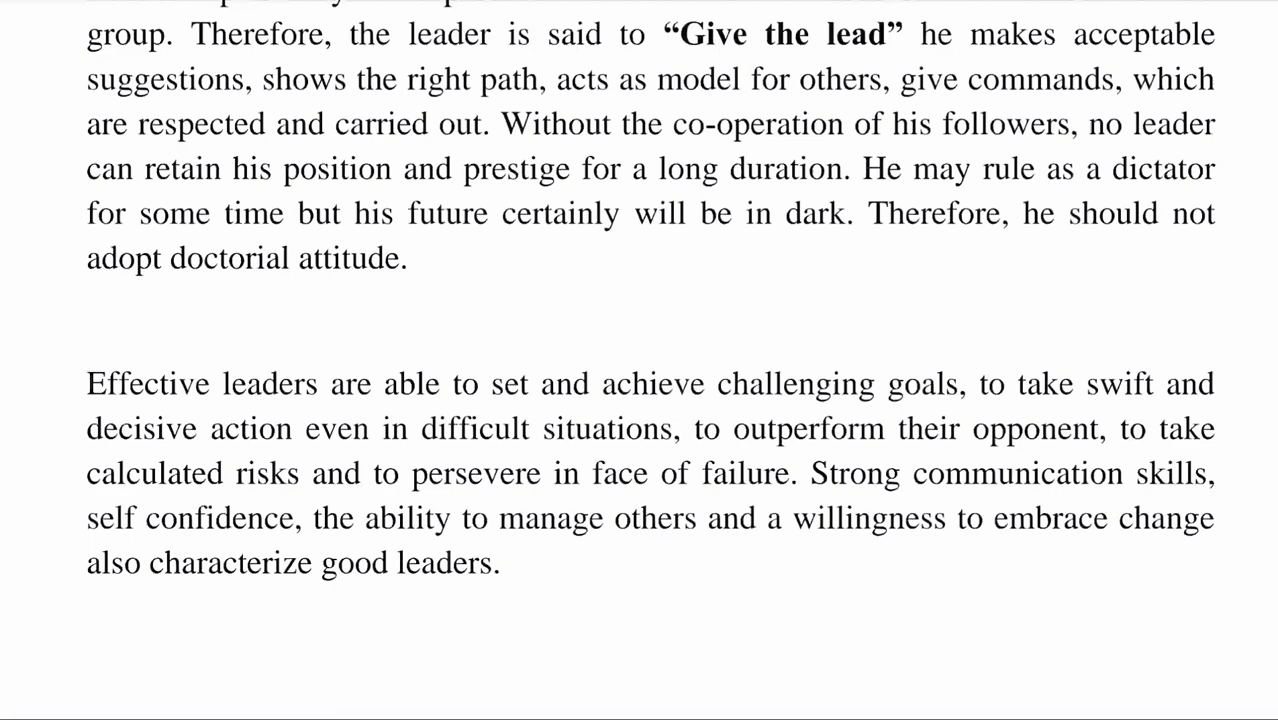 group. Therefore, the leader is said to “Give the lead” he makes acceptable
suggestions, shows the right path, acts as model for others, give commands, which
are respected and carried out. Without the co-operation of his followers, no leader
can retain his position and prestige for a long duration. He may rule as a dictator
for some time but his future certainly will be in dark. Therefore, he should not
adopt doctorial attitude.
Effective leaders are able to set and achieve challenging goals, to take swift and
decisive action even in difficult situations, to outperform their opponent, to take
calculated risks and to persevere in face of failure. Strong communication skills,
self confidence, the ability to manage others and a willingness to embrace change
also characterize good leaders.